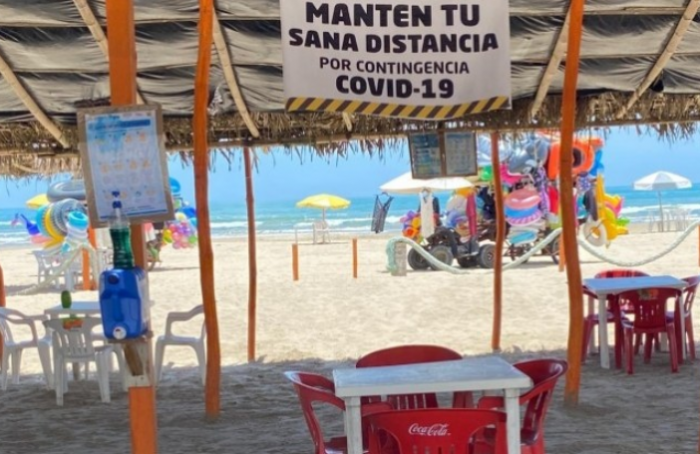 MANTEN TU
SANA DISTANCIA
POR CONTINGENCIA
COVID-19
Coca-Cola